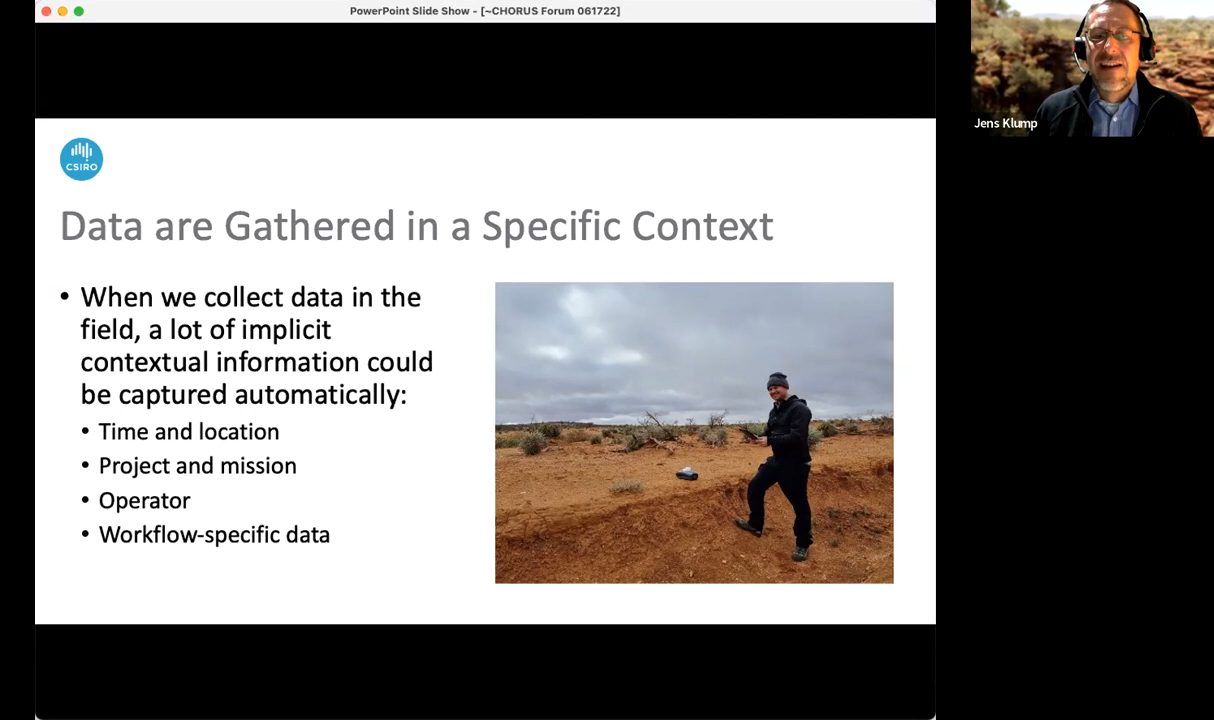 PowerPoint Slide Show - [~CHORUS Forum 061722]
Jens Klump
CSIRO
Data are Gathered in a Specific Context
• When we collect data in the
field, a lot of implicit
contextual information could
be captured automatically:
• Time and location
• Project and mission
• Operator
• Workflow-specific data